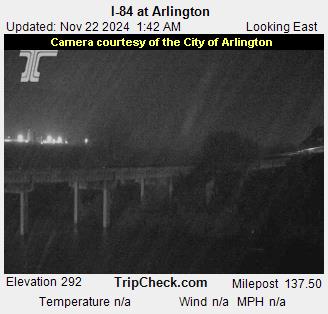 I-84 at Arlington
Updated: Nov 22 2024 1:42 AM Looking East
Camera courtesy of the City of Arlington
Elevation 292 TripCheck.com Milepost 137.50
Temperature n/a Wind n/a MPH n/a